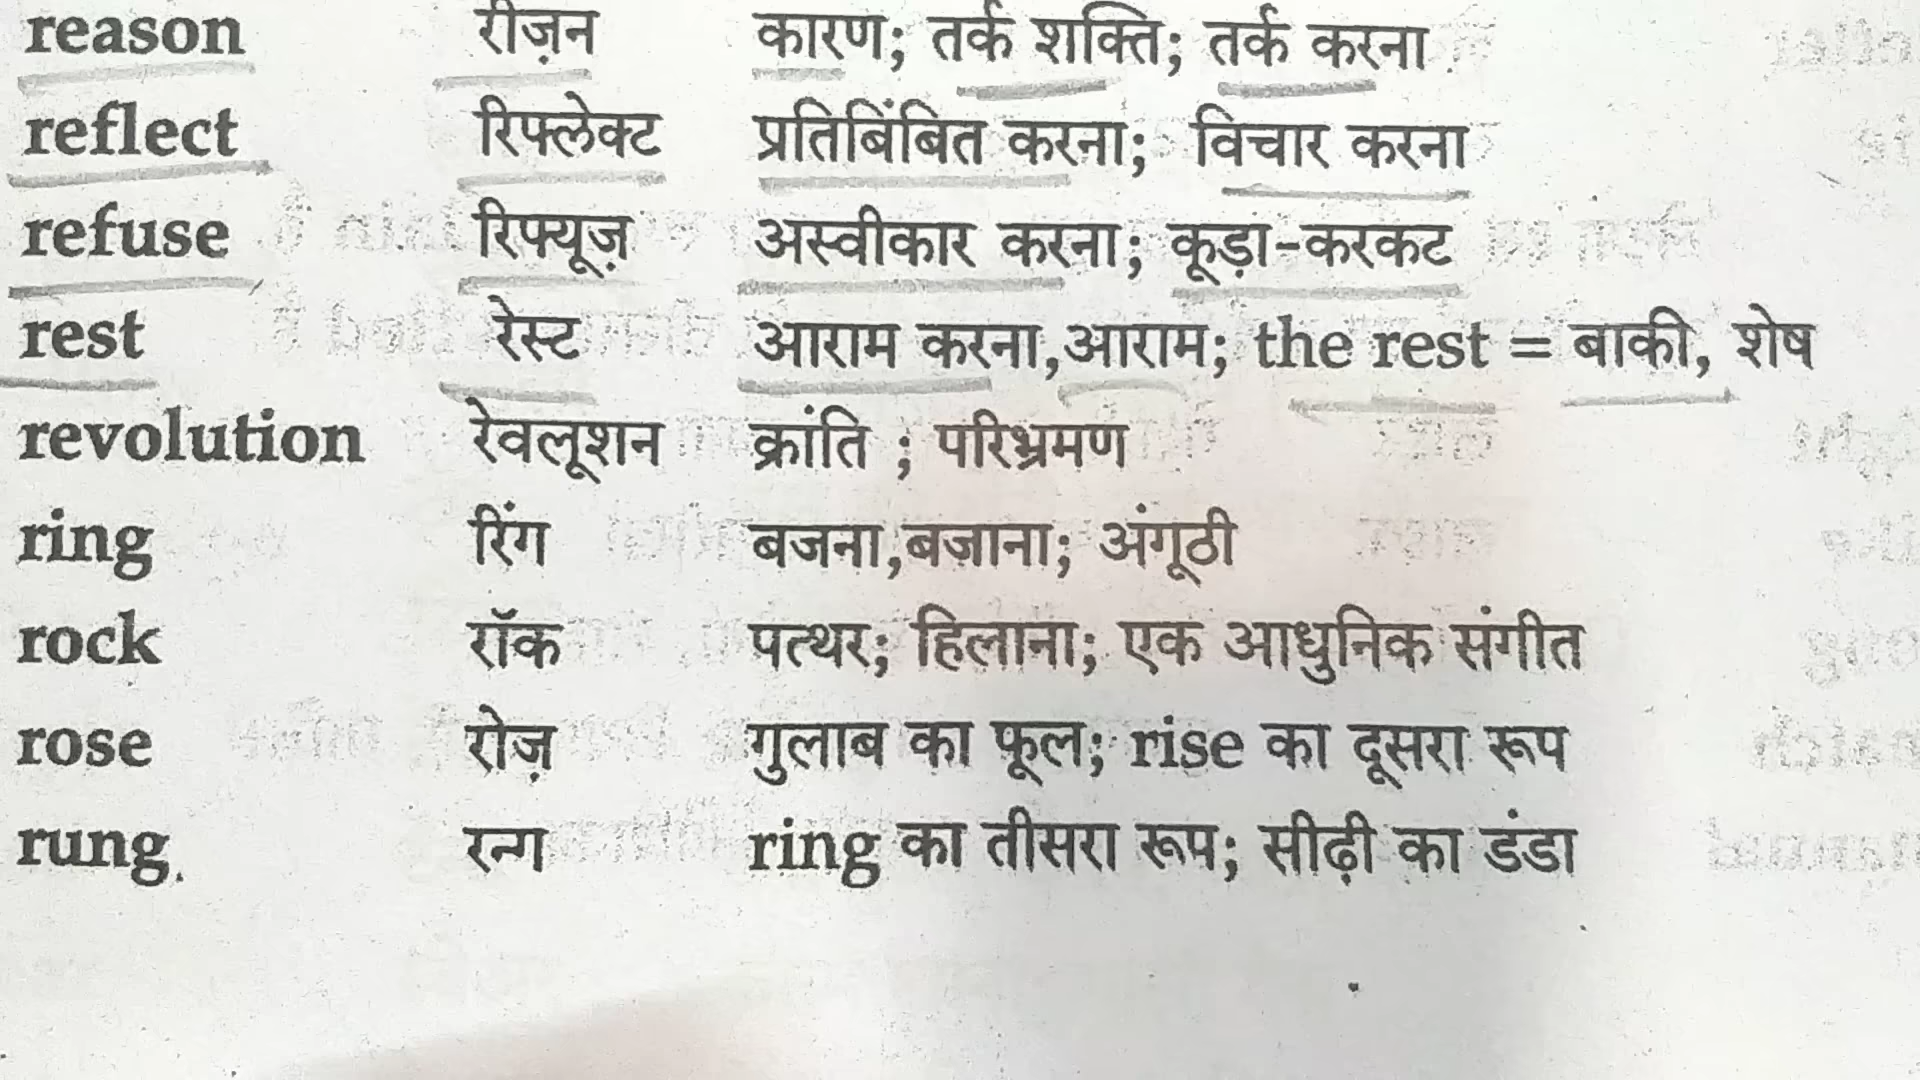 reason रीज़न कारण; तर्क शक्ति; तर्क करना
reflect रिफ्लेक्ट प्रतिबिंबित करना; विचार करना
refuse रिफ्यूज़ अस्वीकार करना; कूड़ा-करकट
rest रेस्ट आराम करना,आराम; the rest = बाकी, शेष
revolution रेवलूशन क्रांति ; परिभ्रमण
ring रिंग बजना,बजाना; अंगूठी
rock रॉक पत्थर; हिलाना; एक आधुनिक संगीत
rose रोज़ गुलाब का फूल; rise का दूसरा रूप
rung रन्ग ring का तीसरा रूप; सीढ़ी का डंडा